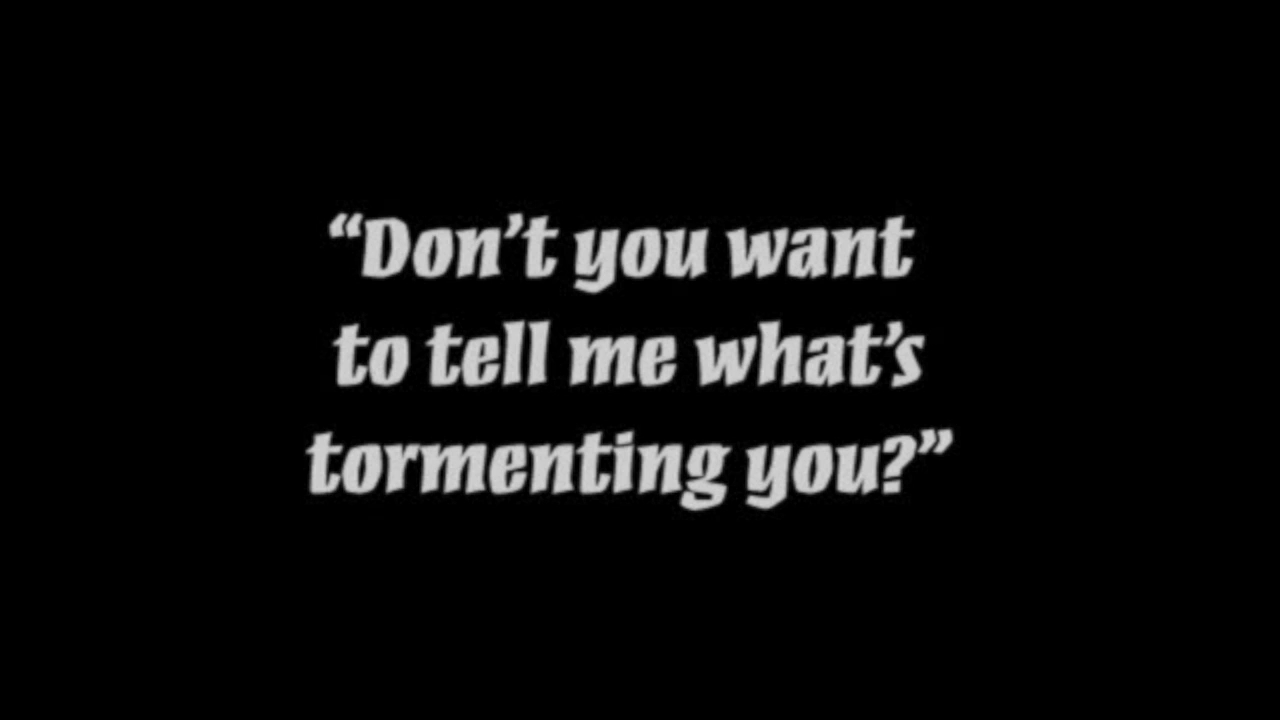 “Don’t you want
to tell me what’s
tormenting you?”